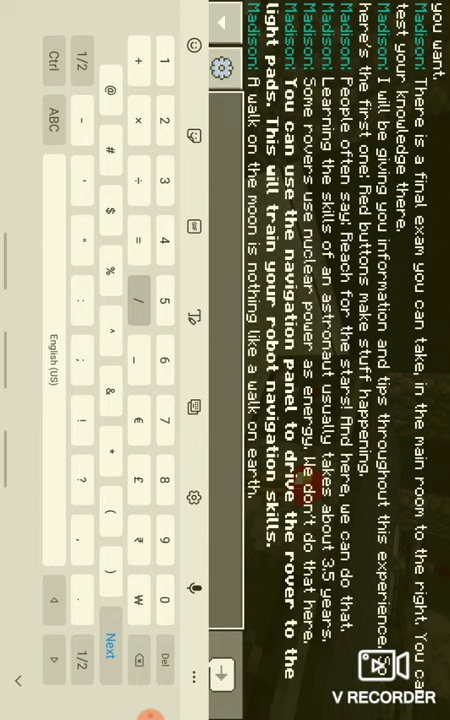 you want.
Madison: There is a final exam you can take, in the main room to the right. You ca
test your knowledge there.
Madison: I will be giving you information and tips throughout this experience. So
here's the first one: Red buttons make stuff happening.
Madison: People often say: Reach for the stars! And here, we can do that.
Madison: Learning the skills of an astronaut usually takes about 3.5 years.
Madison: Some rovers use nuclear power as energy. We don't do that here.
Madison: You can use the navigation panel to drive the rover to the
light pads. This will train your robot navigation skills.
Madison: A walk on the moon is nothing like a walk on earth.
GIF
1 2 3 4 5 6 7 8 9 0 Del
+ × ÷ = / _ € £ ₹ ₩
@ # $ % ^ & * ( ) Next
1/2 - ' " : ; ! ? , . 1/2
Ctrl ABC English (US)
V RECORDER